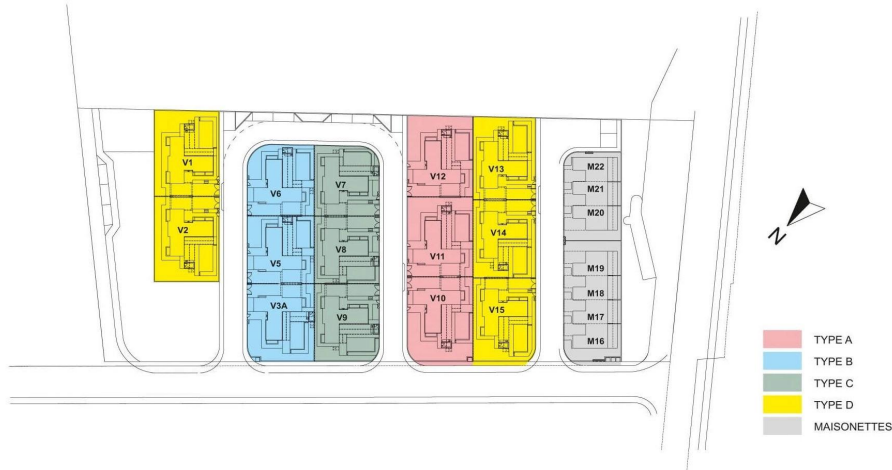 V1
V2
V6
V5
V3A
V7
V8
V9
V12
V11
V10
V13
V14
V15
M22
M21
M20
M19
M18
M17
M16
N
TYPE A
TYPE B
TYPE C
TYPE D
MAISONETTES